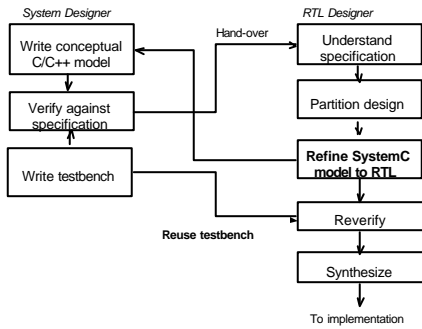 System Designer
RTL Designer
Write conceptual
C/C++ model
Hand-over
Understand
specification
Verify against
specification
Partition design
Write testbench
Refine SystemC
model to RTL
Reuse testbench
Reverify
Synthesize
To implementation